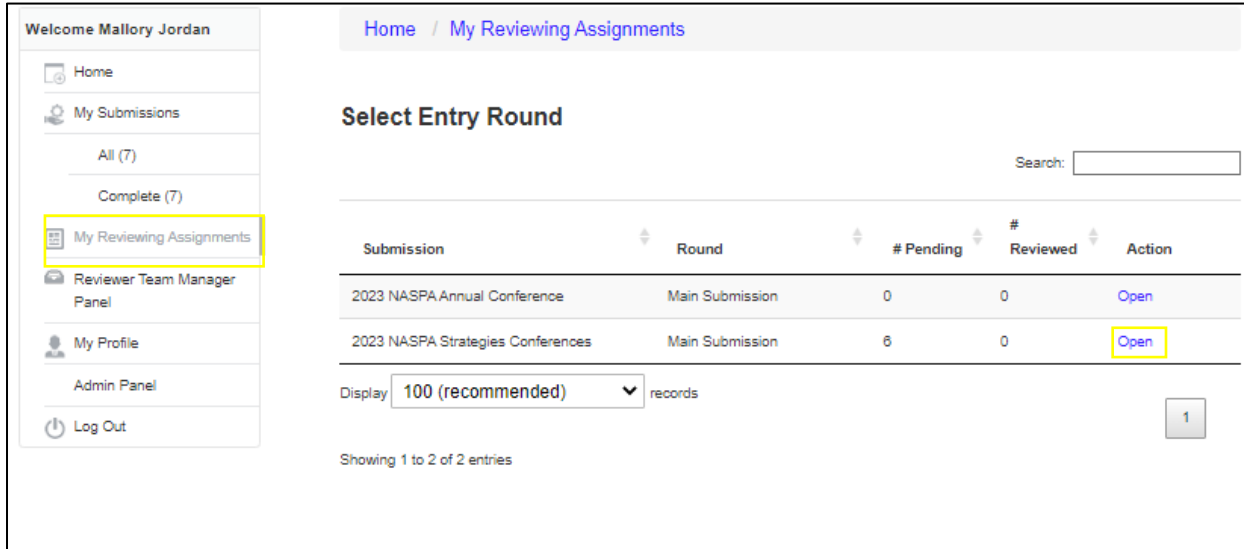 Welcome Mallory Jordan
Home
My Submissions
All (7)
Complete (7)
My Reviewing Assignments
Reviewer Team Manager
Panel
My Profile
Admin Panel
Log Out
Home / My Reviewing Assignments
Select Entry Round
Search:
Submission Round # Pending # Reviewed Action
2023 NASPA Annual Conference Main Submission 0 0 Open
2023 NASPA Strategies Conferences Main Submission 6 0 Open
Display 100 (recommended) records
1
Showing 1 to 2 of 2 entries